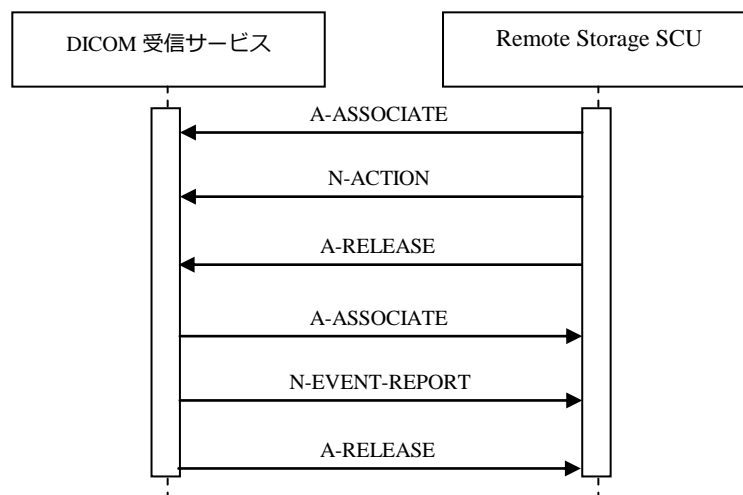 DICOM 受信サービス
Remote Storage SCU
A-ASSOCIATE
N-ACTION
A-RELEASE
A-ASSOCIATE
N-EVENT-REPORT
A-RELEASE